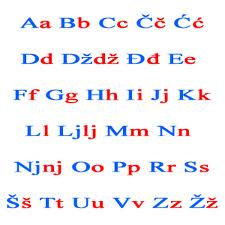 Aa Bb Cc Čč Ćć
Dd Dždž Đđ Ee
Ff Gg Hh Ii Jj Kk
Ll Ljlj Mm Nn
Njnj Oo Pp Rr Ss
Šš Tt Uu Vv Zz Žž